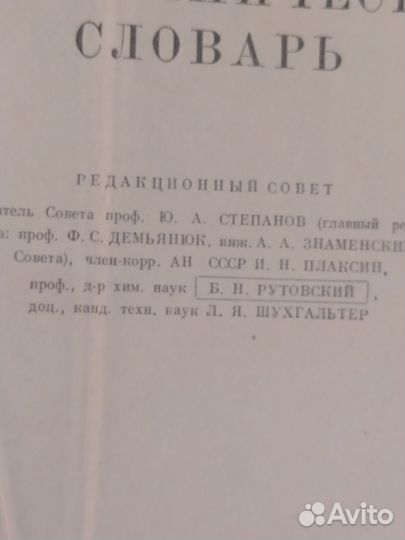 СЛОВАРЬ
РЕДАКЦИОННЫЙ СОВЕТ
атель Совета проф. Ю. А. СТЕПАНОВ (главный ре
а: проф. Ф. С. ДЕМЬЯНЮК, инж. А. А. ЗНАМЕНСКИ
Совета), член-корр. АН СССР И. Н. ПЛАКСИН,
проф., д-р хим. наук Б. Н. РУТОВСКИЙ,
доц., канд. техн. наук Л. Я. ШУХГАЛЬТЕР
Avito